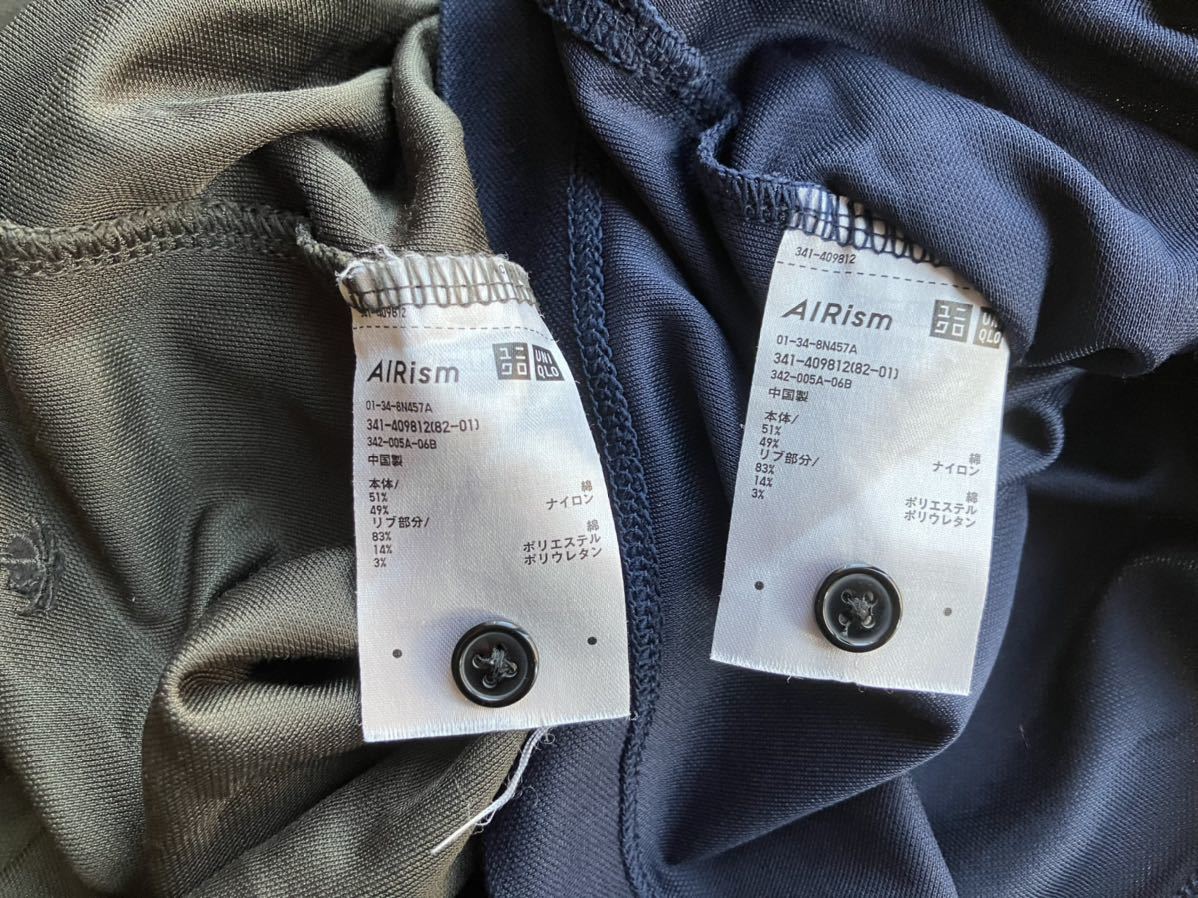 341-409812
AIRism
ユニ
クロ
UNI
QLO
01-34-8N457A
341-409812(82-01)
342-005A-06B
中国製
本体/
51% 綿
49% ナイロン
リブ部分/
83% 綿
14% ポリエステル
3% ポリウレタン
341-409812
AIRism
ユニ
クロ
UNI
QLO
01-34-8N457A
341-409812(82-01)
342-005A-06B
中国製
本体/
51% 綿
49% ナイロン
リブ部分/
83% 綿
14% ポリエステル
3% ポリウレタン